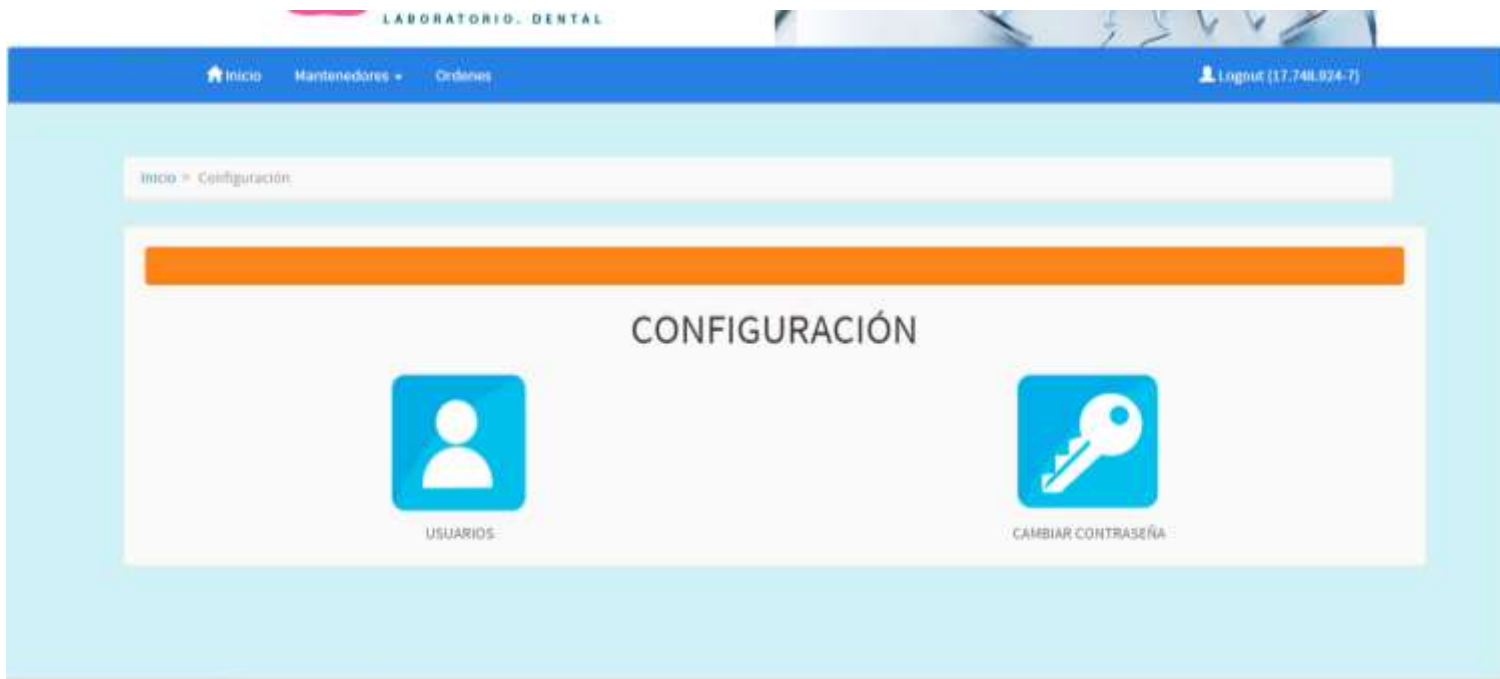 LABORATORIO. DENTAL
Inicio Mantenedores Ordenes Logout (17.748.924-7)
Inicio » Configuración
CONFIGURACIÓN
USUARIOS CAMBIAR CONTRASEÑA